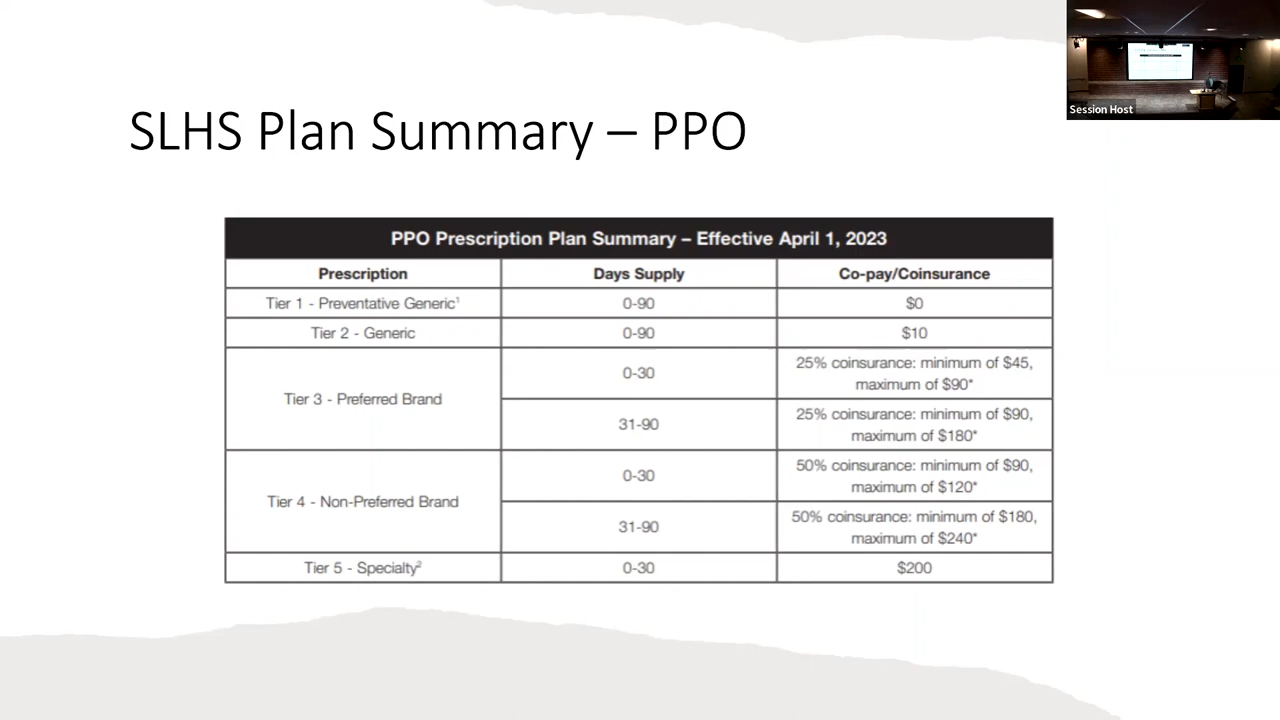 Session Host
SLHS Plan Summary – PPO
PPO Prescription Plan Summary – Effective April 1, 2023
Prescription Days Supply Co-pay/Coinsurance
Tier 1 - Preventative Generic¹ 0-90 $0
Tier 2 - Generic 0-90 $10
Tier 3 - Preferred Brand
0-30
25% coinsurance: minimum of $45,
maximum of $90*
31-90
25% coinsurance: minimum of $90,
maximum of $180*
Tier 4 - Non-Preferred Brand
0-30
50% coinsurance: minimum of $90,
maximum of $120*
31-90
50% coinsurance: minimum of $180,
maximum of $240*
Tier 5 - Specialty² 0-30 $200